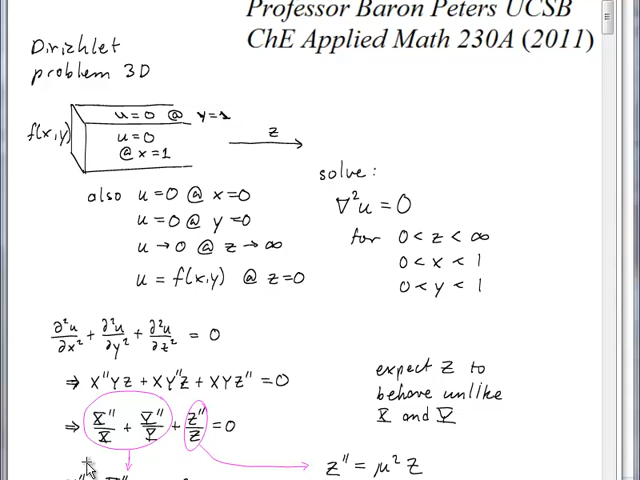 Professor Baron Peters UCSB
ChE Applied Math 230A (2011)
Dirichlet
problem 3D
u = 0 @ y = 1
f(x,y)
u = 0
@ x = 1
z
also u = 0 @ x = 0
u = 0 @ y = 0
u → 0 @ z → ∞
u = f(x,y) @ z = 0
solve:
∇²u = 0
for 0 < z < ∞
0 < x < 1
0 < y < 1
∂²u/∂x² + ∂²u/∂y² + ∂²u/∂z² = 0
⇒ X''YZ + XY''Z + XYZ'' = 0
⇒ X''/X + Y''/Y + Z''/Z = 0
expect Z to
behave unlike
X and Y
Z'' = μ² Z